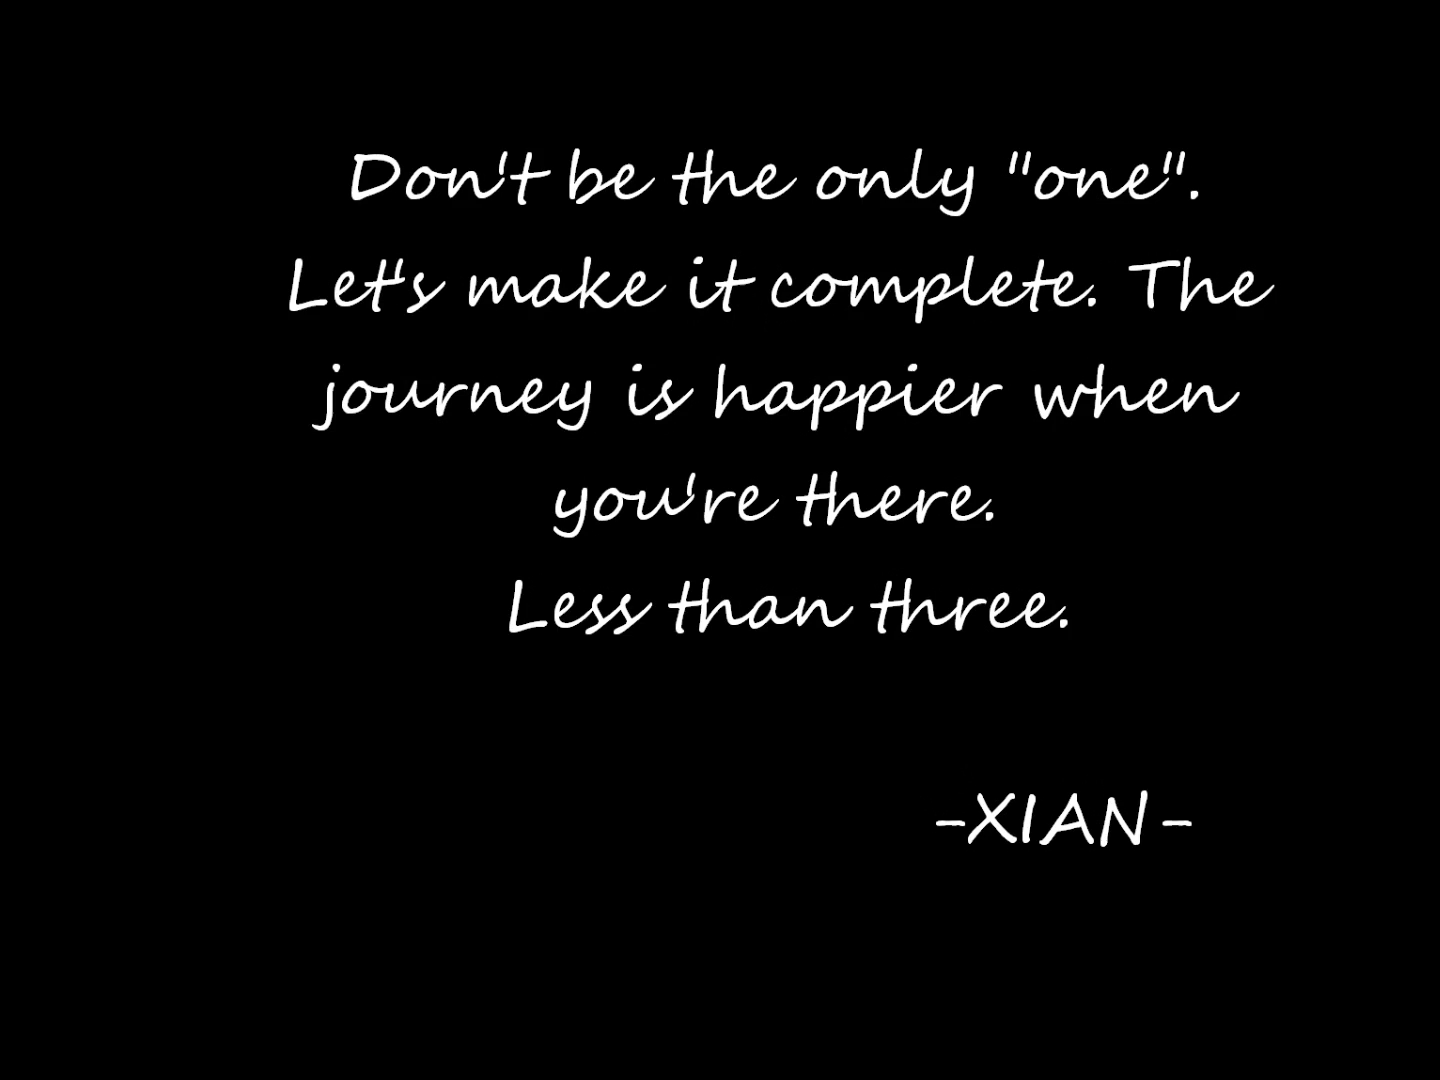 Don't be the only "one".
Let's make it complete. The
journey is happier when
you're there.
Less than three.
-XIAN-